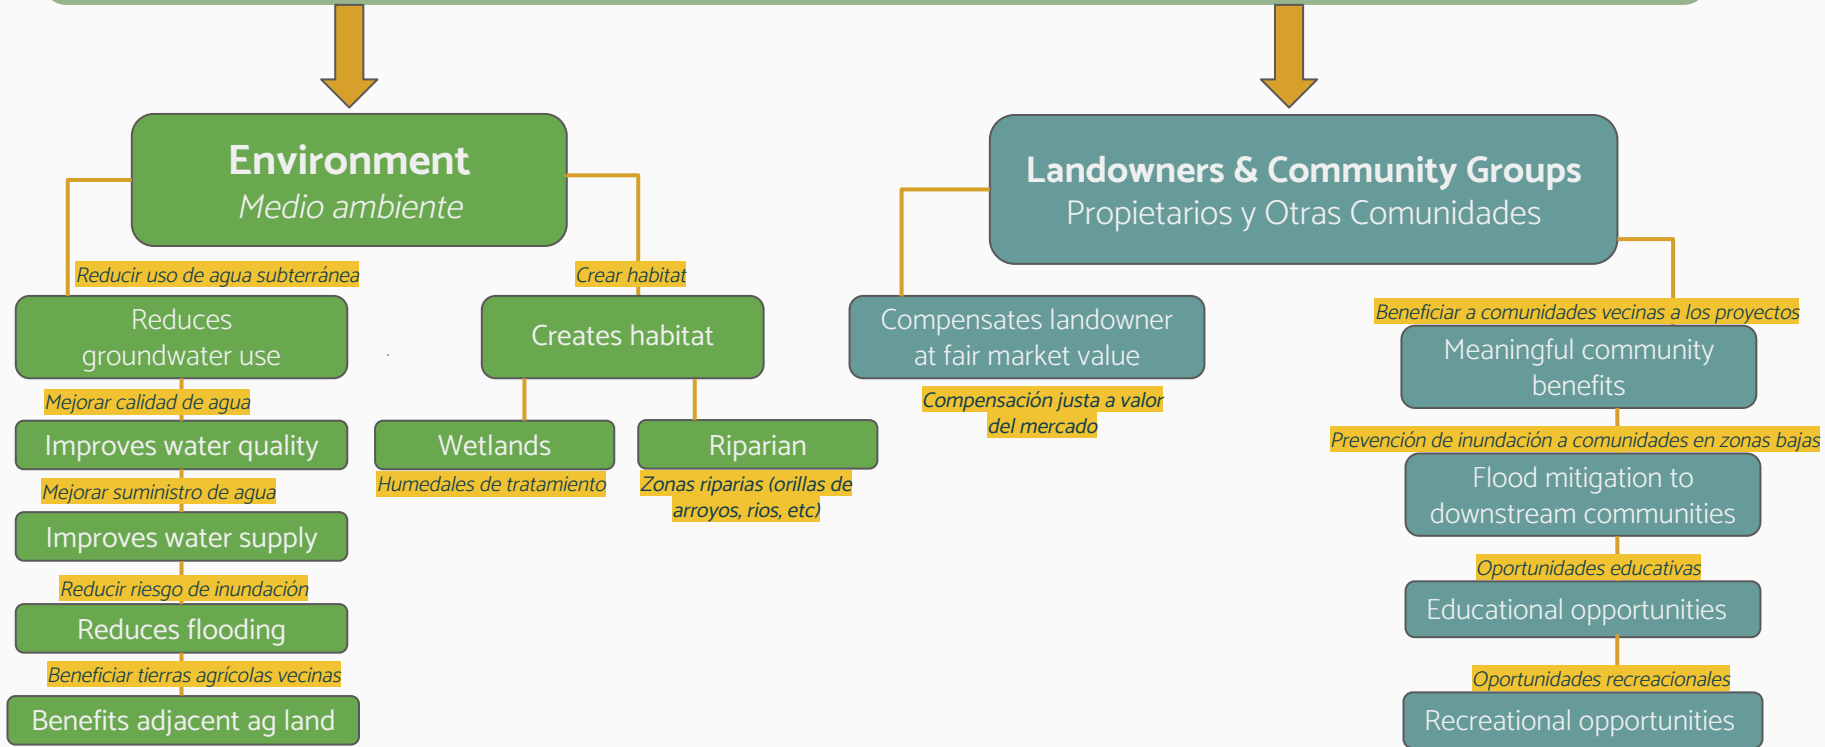 Environment
Medio ambiente
Reducir uso de agua subterránea
Reduces
groundwater use
Mejorar calidad de agua
Improves water quality
Mejorar suministro de agua
Improves water supply
Reducir riesgo de inundación
Reduces flooding
Beneficiar tierras agrícolas vecinas
Benefits adjacent ag land
Crear habitat
Creates habitat
Wetlands
Humedales de tratamiento
Riparian
Zonas riparias (orillas de
arroyos, rios, etc)
Landowners & Community Groups
Propietarios y Otras Comunidades
Compensates landowner
at fair market value
Compensación justa a valor
del mercado
Beneficiar a comunidades vecinas a los proyectos
Meaningful community
benefits
Prevención de inundación a comunidades en zonas bajas
Flood mitigation to
downstream communities
Oportunidades educativas
Educational opportunities
Oportunidades recreacionales
Recreational opportunities